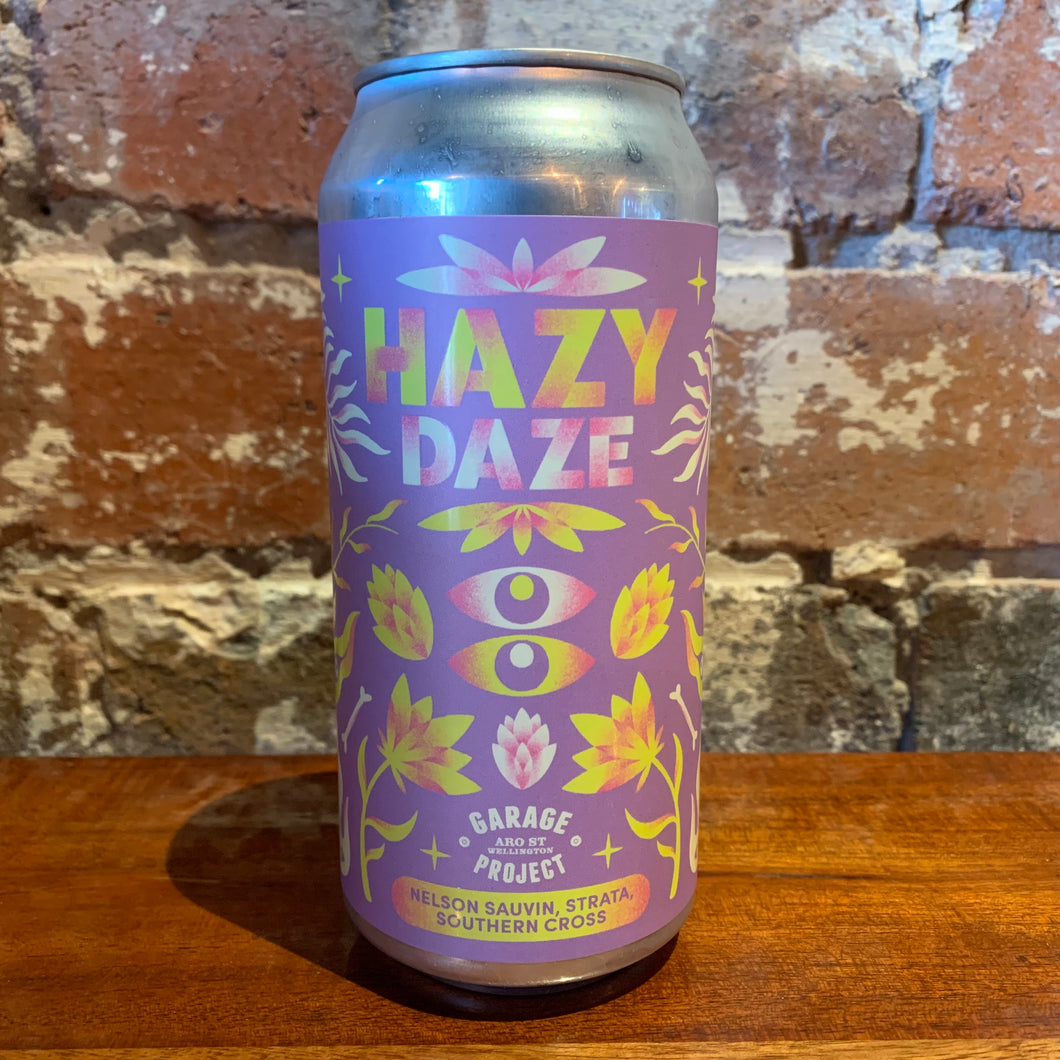 HAZY
DAZE
GARAGE
ARO ST
WELLINGTON
PROJECT
NELSON SAUVIN, STRATA,
SOUTHERN CROSS